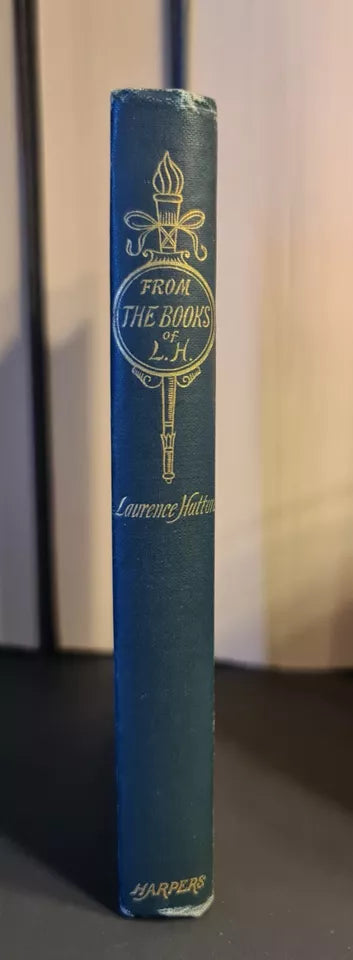 FROM
THE BOOKS
of
L. H.
Laurence Hutton
HARPERS